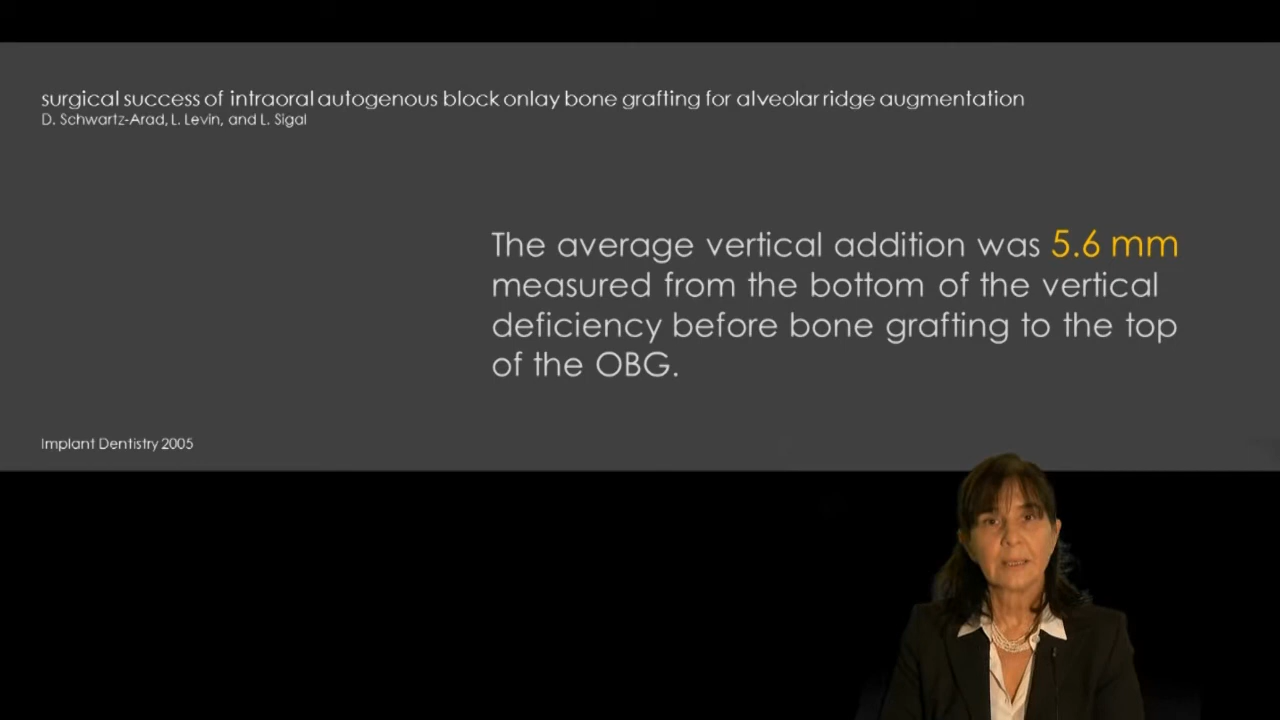 surgical success of intraoral autogenous block onlay bone grafting for alveolar ridge augmentation
D. Schwartz-Arad, L. Levin, and L. Sigal
The average vertical addition was 5.6 mm
measured from the bottom of the vertical
deficiency before bone grafting to the top
of the OBG.
Implant Dentistry 2005